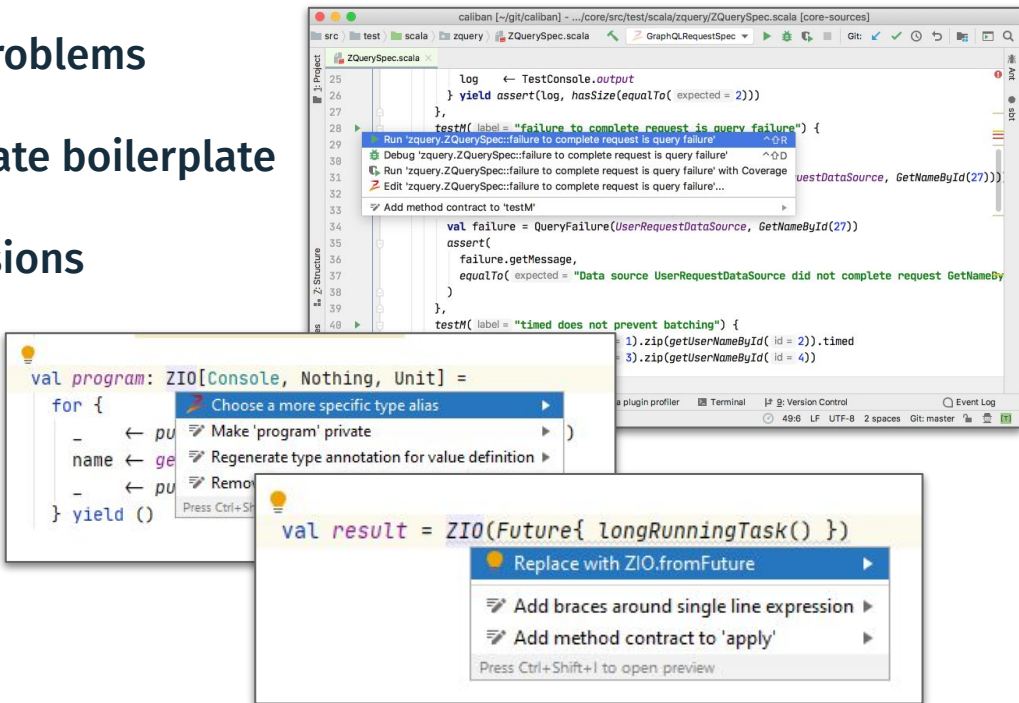 roblems
ate boilerplate
sions
caliban [~/git/caliban] - .../core/src/test/scala/zquery/ZQuerySpec.scala [core-sources]
src test scala zquery ZQuerySpec.scala GraphQLRequestSpec Git:
ZQuerySpec.scala
1: Project
Z: Structure
Ant
sbt
25 log ← TestConsole.output
26 } yield assert(log, hasSize(equalTo( expected = 2)))
27 },
28 testM( label = "failure to complete request is query failure") {
29 Run 'zquery.ZQuerySpec::failure to complete request is query failure' ^⇧R
30 Debug 'zquery.ZQuerySpec::failure to complete request is query failure' ^⇧D
31 Run 'zquery.ZQuerySpec::failure to complete request is query failure' with Coverage uestDataSource, GetNameById(27)))
32 Edit 'zquery.ZQuerySpec::failure to complete request is query failure'...
33 Add method contract to 'testM'
34 val failure = QueryFailure(UserRequestDataSource, GetNameById(27))
35 assert(
36 failure.getMessage,
37 equalTo( expected = "Data source UserRequestDataSource did not complete request GetNameBy
38 )
39 },
40 testM( label = "timed does not prevent batching") {
= 1).zip(getUserNameById( id = 2)).timed
= 3).zip(getUserNameById( id = 4))
a plugin profiler Terminal 9: Version Control Event Log
49:6 LF UTF-8 2 spaces Git: master
val program: ZIO[Console, Nothing, Unit] =
for { Choose a more specific type alias
_ ← pu Make 'program' private )
name ← ge Regenerate type annotation for value definition
_ ← pu Remo
} yield () Press Ctrl+Sh
val result = ZIO(Future{ longRunningTask() })
Replace with ZIO.fromFuture
Add braces around single line expression
Add method contract to 'apply'
Press Ctrl+Shift+I to open preview